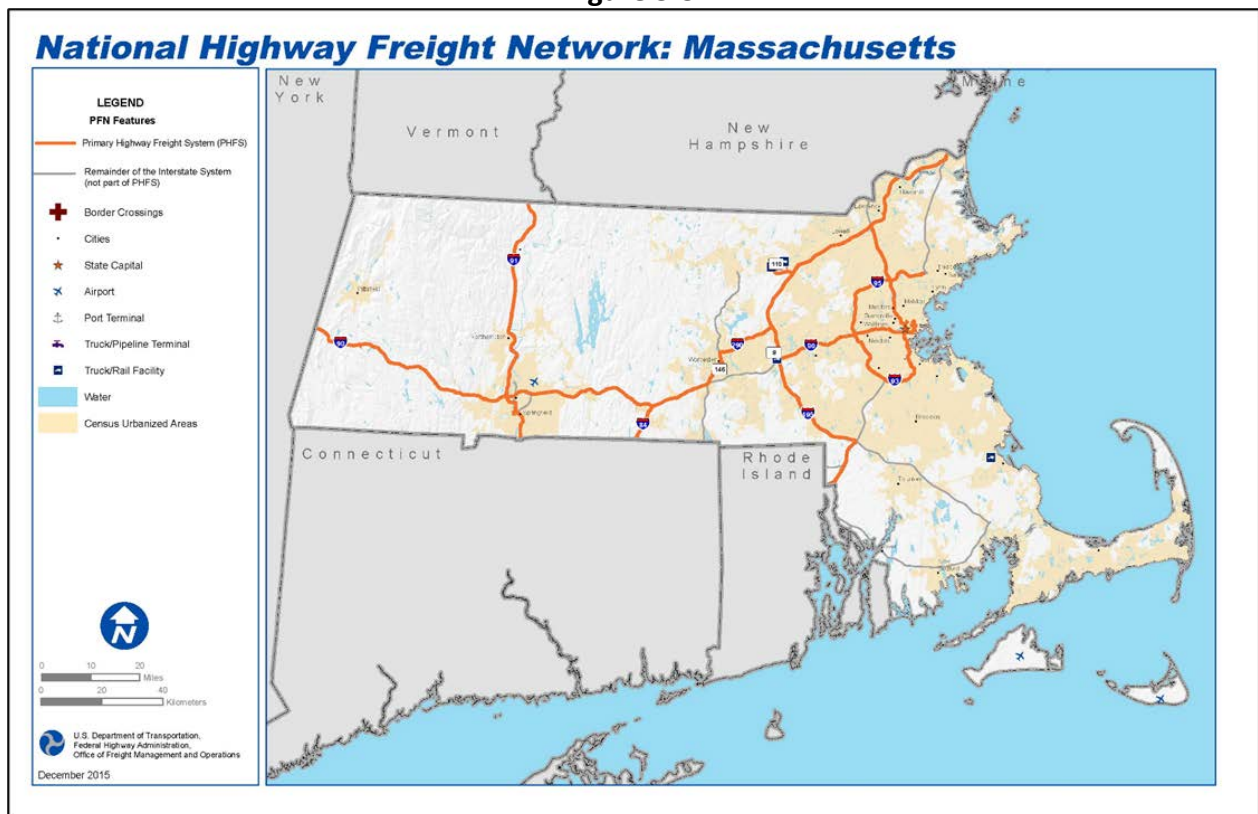 National Highway Freight Network: Massachusetts
LEGEND
PFN Features
Primary Highway Freight System (PHFS)
Remainder of the Interstate System
(not part of PHFS)
Border Crossings
Cities
State Capital
Airport
Port Terminal
Truck/Pipeline Terminal
Truck/Rail Facility
Water
Census Urbanized Areas
N
0 10 20
Miles
0 20 40
Kilometers
U.S. Department of Transportation,
Federal Highway Administration,
Office of Freight Management and Operations
December 2015
New
York
Vermont
New
Hampshire
Maine
Lowell
110
91
95
90
290
90
8
Worcester
146
93
84
Connecticut
Rhode
Island